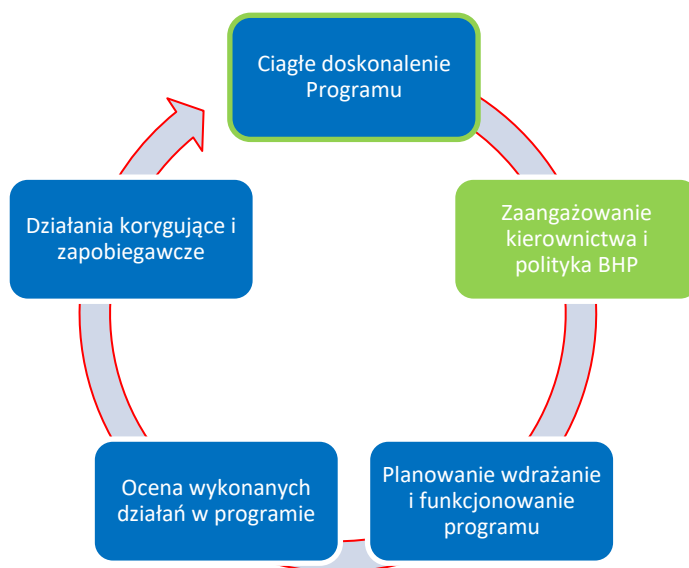 Ciagłe doskonalenie
Programu
Zaangażowanie
kierownictwa i
polityka BHP
Planowanie wdrażanie
i funkcjonowanie
programu
Ocena wykonanych
działań w programie
Działania korygujące i
zapobiegawcze